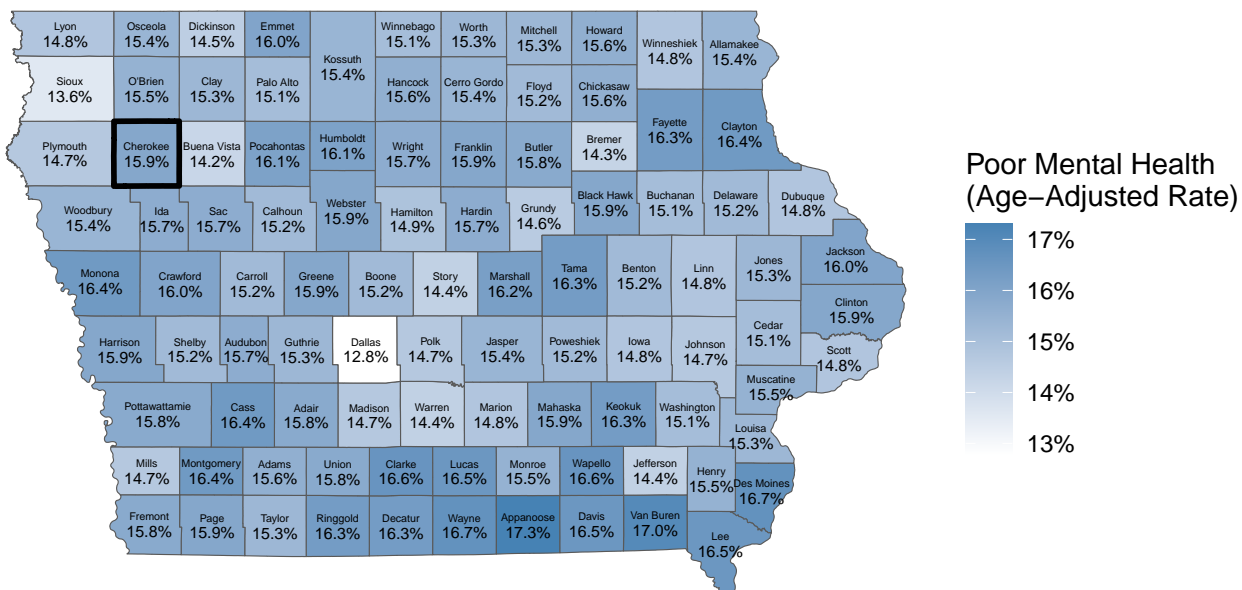 Lyon
14.8%
Osceola
15.4%
Dickinson
14.5%
Emmet
16.0%
Kossuth
15.4%
Winnebago
15.1%
Worth
15.3%
Mitchell
15.3%
Howard
15.6%
Winneshiek
14.8%
Allamakee
15.4%
Sioux
13.6%
O'Brien
15.5%
Clay
15.3%
Palo Alto
15.1%
Hancock
15.6%
Cerro Gordo
15.4%
Floyd
15.2%
Chickasaw
15.6%
Fayette
16.3%
Clayton
16.4%
Plymouth
14.7%
Cherokee
15.9%
Buena Vista
14.2%
Pocahontas
16.1%
Humboldt
16.1%
Wright
15.7%
Franklin
15.9%
Butler
15.8%
Bremer
14.3%
Woodbury
15.4%
Ida
15.7%
Sac
15.7%
Calhoun
15.2%
Webster
15.9%
Hamilton
14.9%
Hardin
15.7%
Grundy
14.6%
Black Hawk
15.9%
Buchanan
15.1%
Delaware
15.2%
Dubuque
14.8%
Monona
16.4%
Crawford
16.0%
Carroll
15.2%
Greene
15.9%
Boone
15.2%
Story
14.4%
Marshall
16.2%
Tama
16.3%
Benton
15.2%
Linn
14.8%
Jones
15.3%
Jackson
16.0%
Clinton
15.9%
Harrison
15.9%
Shelby
15.2%
Audubon
15.7%
Guthrie
15.3%
Dallas
12.8%
Polk
14.7%
Jasper
15.4%
Poweshiek
15.2%
Iowa
14.8%
Johnson
14.7%
Cedar
15.1%
Scott
14.8%
Muscatine
15.5%
Pottawattamie
15.8%
Cass
16.4%
Adair
15.8%
Madison
14.7%
Warren
14.4%
Marion
14.8%
Mahaska
15.9%
Keokuk
16.3%
Washington
15.1%
Louisa
15.3%
Mills
14.7%
Montgomery
16.4%
Adams
15.6%
Union
15.8%
Clarke
16.6%
Lucas
16.5%
Monroe
15.5%
Wapello
16.6%
Jefferson
14.4%
Henry
15.5%
Des Moines
16.7%
Fremont
15.8%
Page
15.9%
Taylor
15.3%
Ringgold
16.3%
Decatur
16.3%
Wayne
16.7%
Appanoose
17.3%
Davis
16.5%
Van Buren
17.0%
Lee
16.5%
Poor Mental Health
(Age−Adjusted Rate)
17%
16%
15%
14%
13%